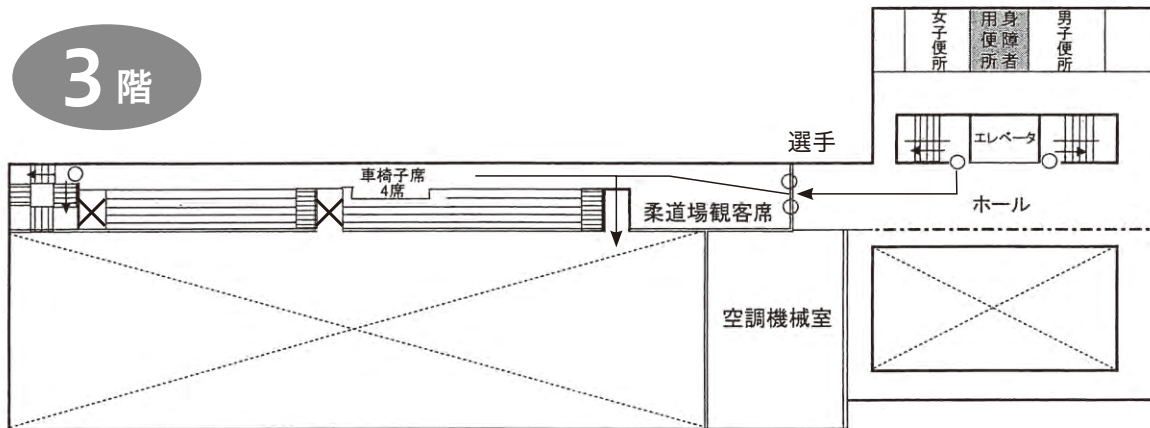 3階
女子便所
身障者
用便所
男子便所
エレベータ
選手
車椅子席
4席
柔道場観客席
ホール
空調機械室